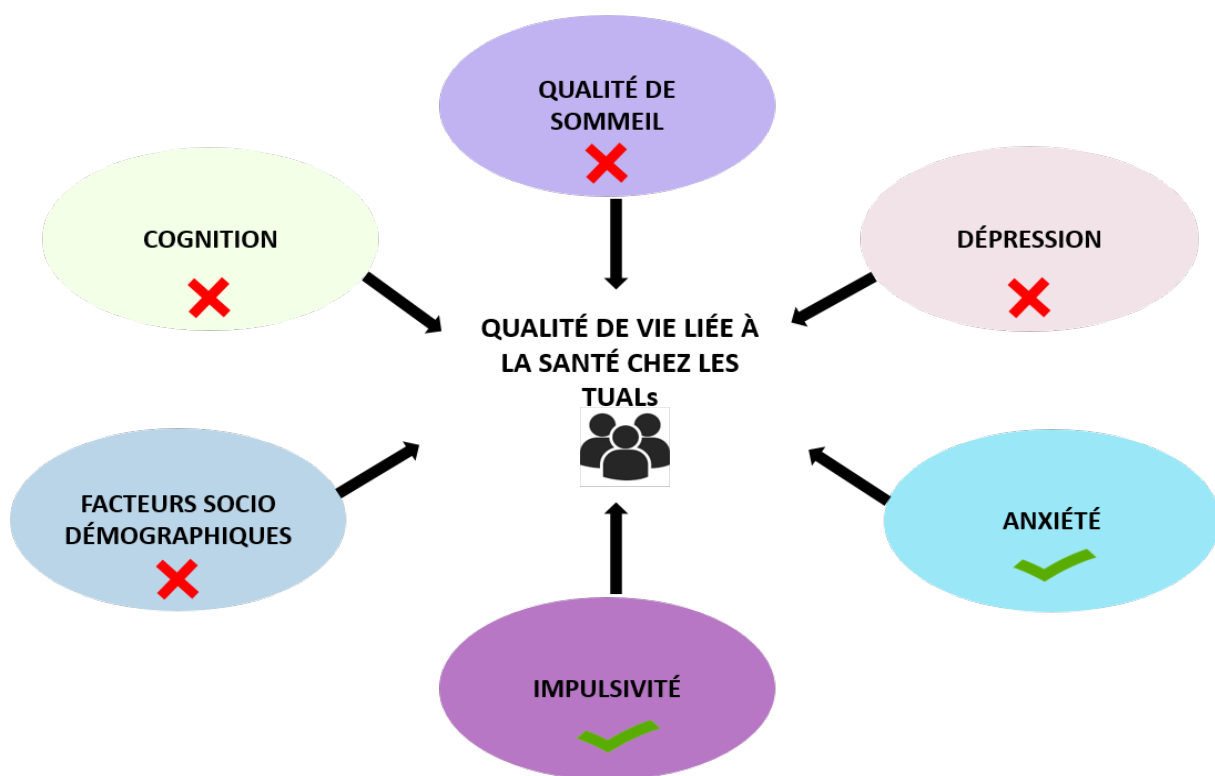 QUALITÉ DE
SOMMEIL
COGNITION
DÉPRESSION
QUALITÉ DE VIE LIÉE À
LA SANTÉ CHEZ LES
TUALs
FACTEURS SOCIO
DÉMOGRAPHIQUES
ANXIÉTÉ
IMPULSIVITÉ